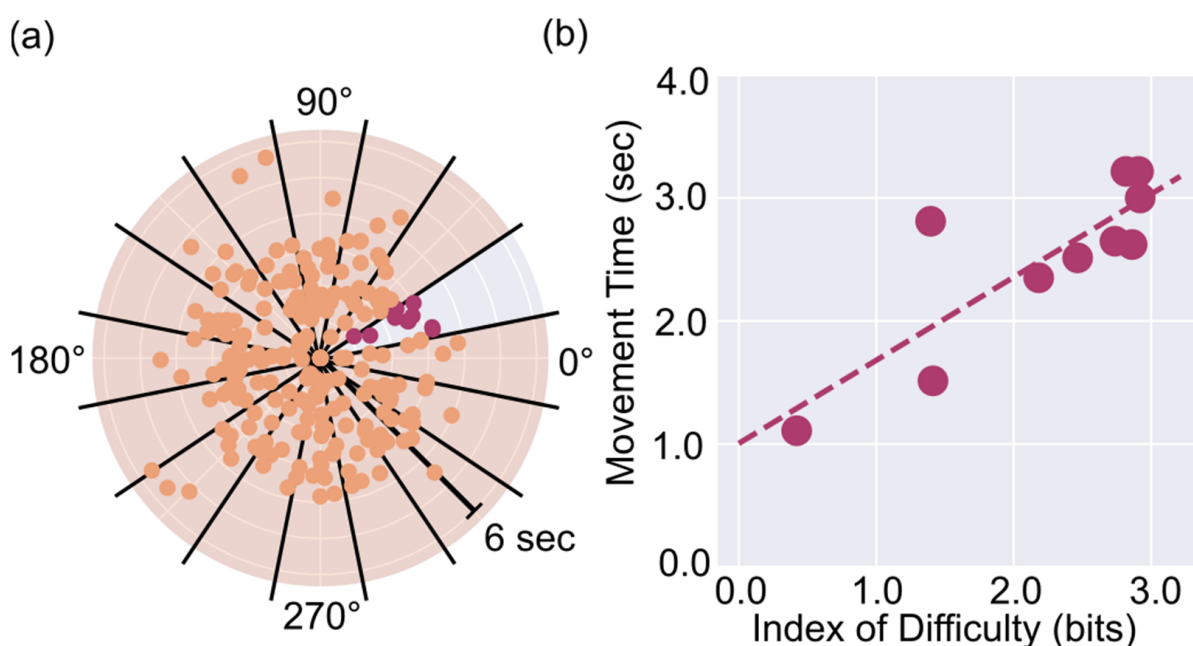 (a)
90°
180°
0°
270°
6 sec
(b)
Movement Time (sec)
4.0
3.0
2.0
1.0
0.0
0.0 1.0 2.0 3.0
Index of Difficulty (bits)